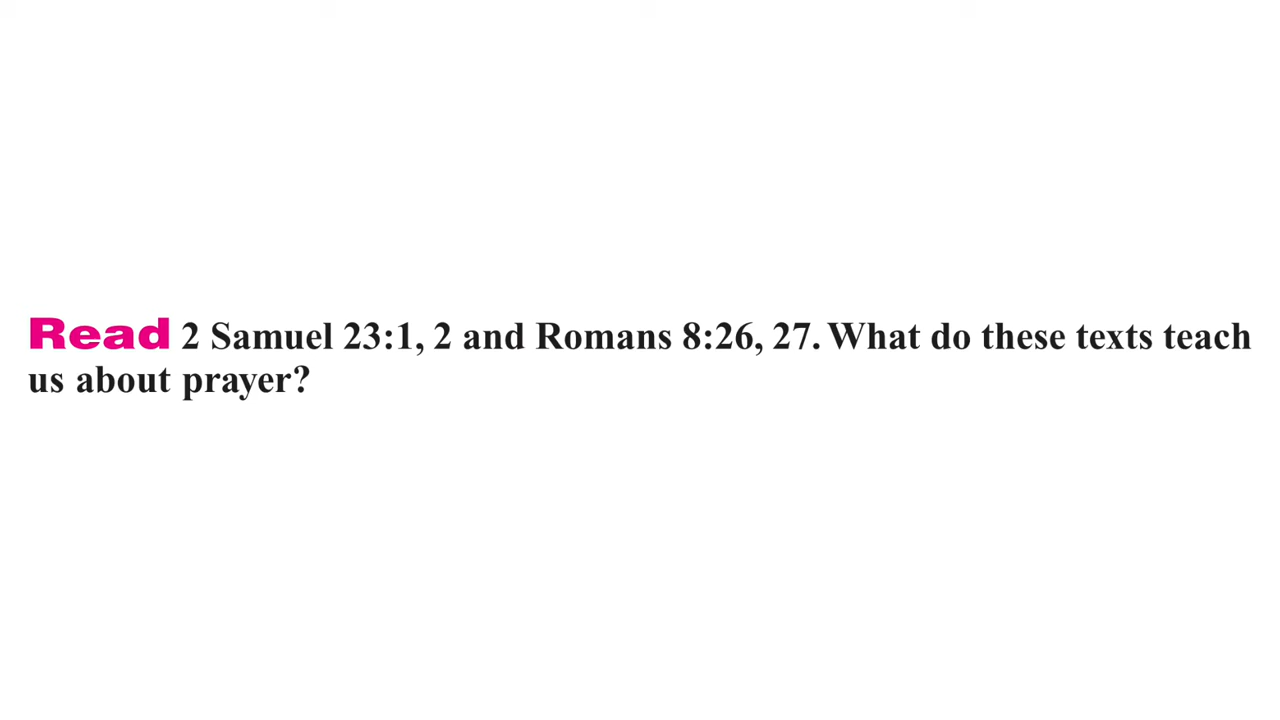 Read 2 Samuel 23:1, 2 and Romans 8:26, 27. What do these texts teach
us about prayer?